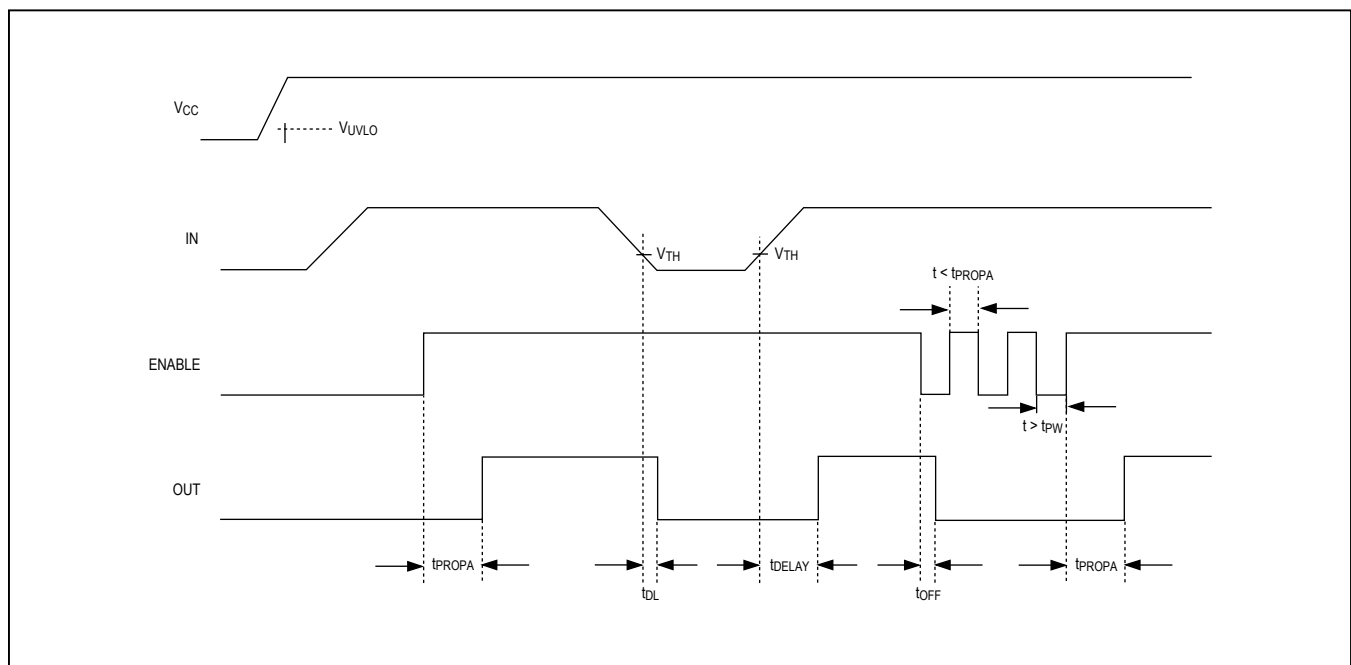 VCC
VUVLO
IN
VTH
VTH
t < tPROPA
ENABLE
t > tPW
OUT
tPROPA
tDL
tDELAY
tOFF
tPROPA